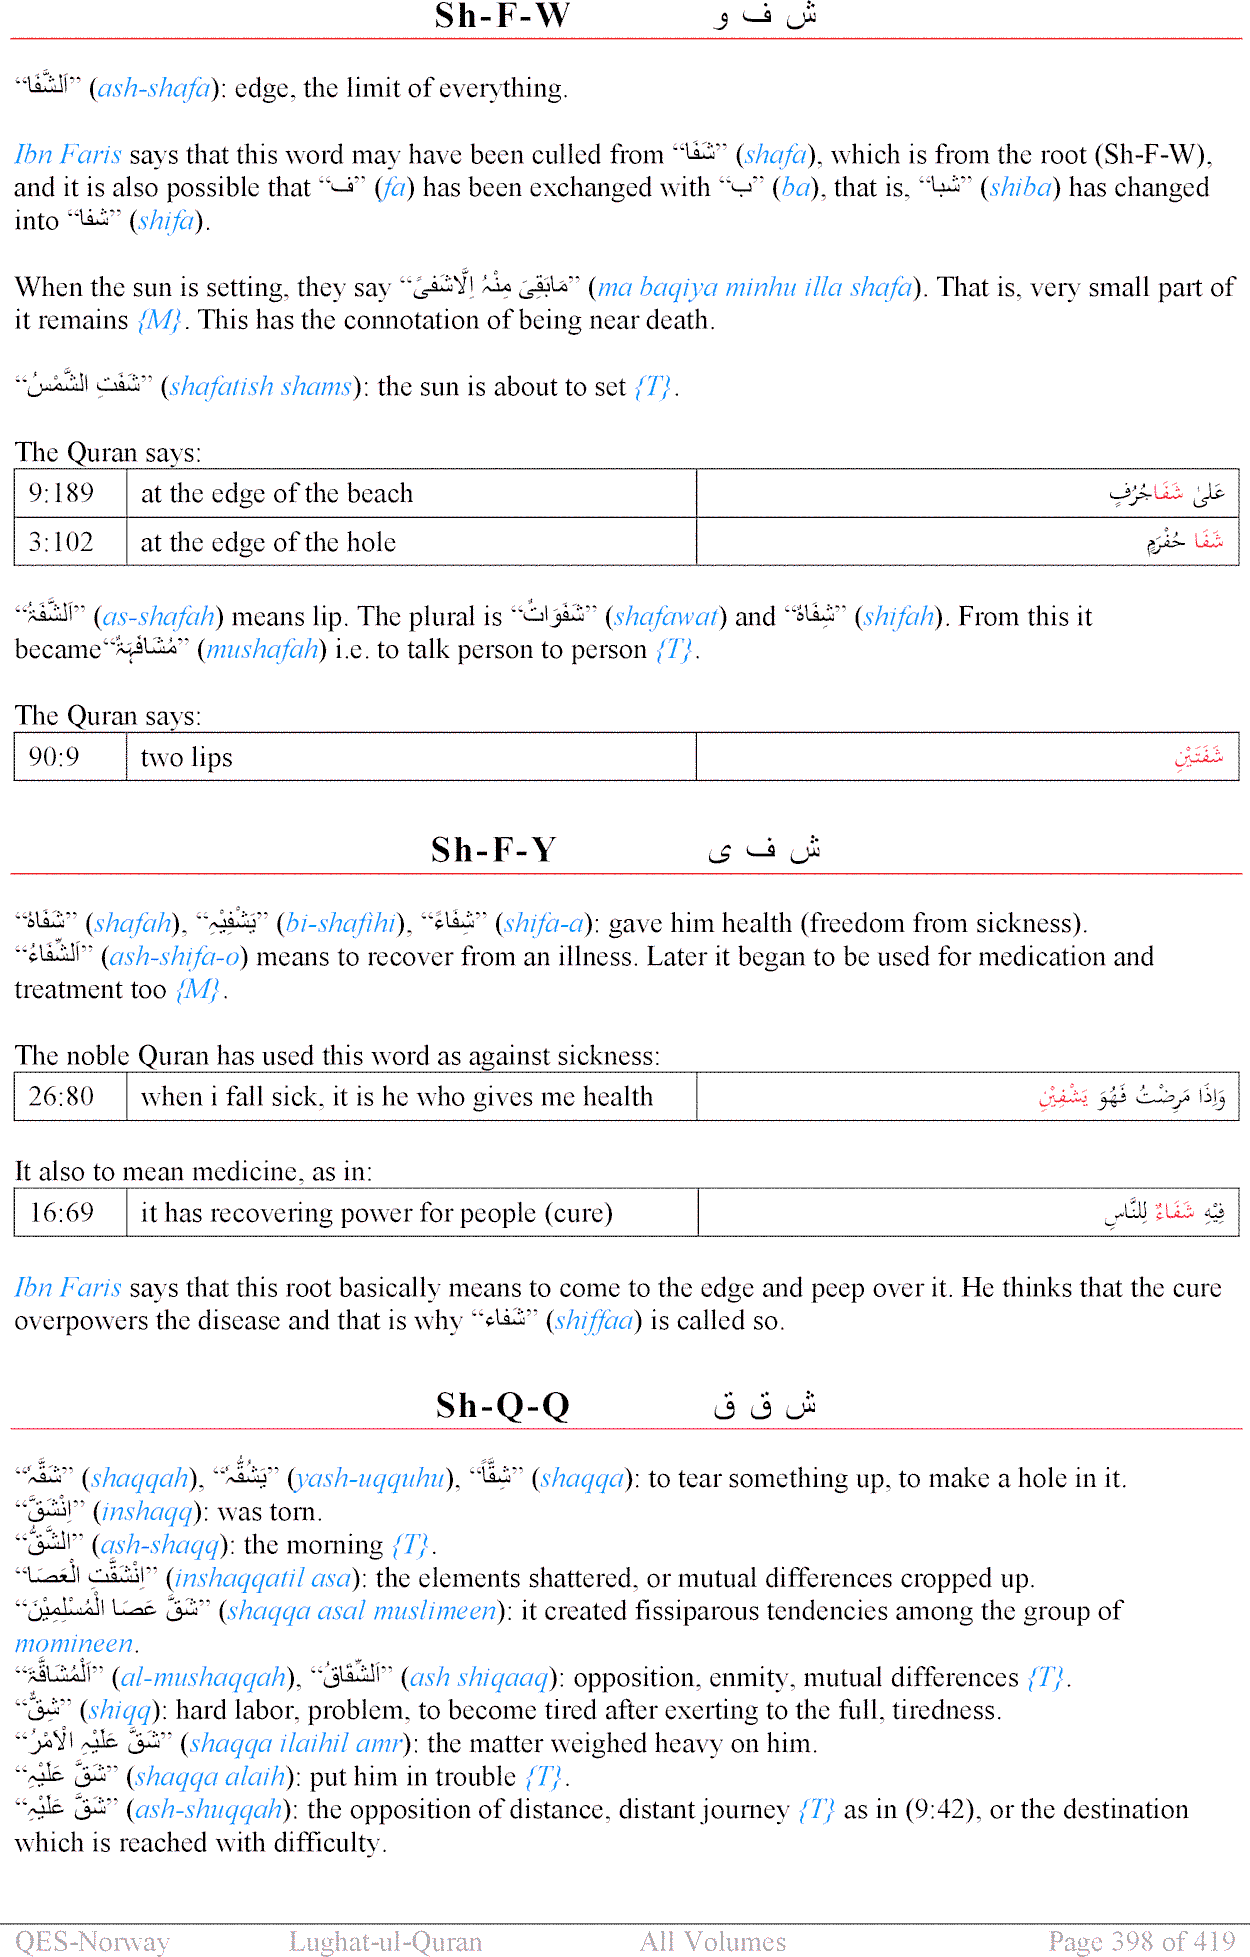 Sh-F-W ش ف و
“اَلشَّفَا” (ash-shafa): edge, the limit of everything.
Ibn Faris says that this word may have been culled from “شَفَا” (shafa), which is from the root (Sh-F-W),
and it is also possible that “ف” (fa) has been exchanged with “ب” (ba), that is, “شبا” (shiba) has changed
into “شفا” (shifa).
When the sun is setting, they say “مَابَقِیَ مِنْہُ اِلَّاشَفیً” (ma baqiya minhu illa shafa). That is, very small part of
it remains {M}. This has the connotation of being near death.
“شَفَتِ الشَّمْسُ” (shafatish shams): the sun is about to set {T}.
The Quran says:
9:189 at the edge of the beach عَلیٰ شَفَاجُرُفٍ
3:102 at the edge of the hole شَفَا حُفْرَمٍ
“اَلشَّفَۃُ” (as-shafah) means lip. The plural is “شَفَوَاتٌ” (shafawat) and “شِفَاہٌ” (shifah). From this it
became“مُشَافَہَۃٌ” (mushafah) i.e. to talk person to person {T}.
The Quran says:
90:9 two lips شَفَتَیْنِ
Sh-F-Y ش ف ی
“شَفَاہُ” (shafah), “یَشْفِیْہِ” (bi-shafihi), “شِفَاءً” (shifa-a): gave him health (freedom from sickness).
“اَلشِّفَاءُ” (ash-shifa-o) means to recover from an illness. Later it began to be used for medication and
treatment too {M}.
The noble Quran has used this word as against sickness:
26:80 when i fall sick, it is he who gives me health وَاِذَا مَرِضْتُ فَهُوَ یَشْفِیْنِ
It also to mean medicine, as in:
16:69 it has recovering power for people (cure) فِیْهِ شَفَاءٌ لِلنَّاسِ
Ibn Faris says that this root basically means to come to the edge and peep over it. He thinks that the cure
overpowers the disease and that is why “شَفاء” (shiffaa) is called so.
Sh-Q-Q ش ق ق
“شَقَّہٗ” (shaqqah), “یَشُقُّہٗ” (yash-uqquhu), “شِقَّاً” (shaqqa): to tear something up, to make a hole in it.
“اِنْشَقَّ” (inshaqq): was torn.
“الشَّقُّ” (ash-shaqq): the morning {T}.
“اِنْشَقَّتِ الْعَصَا” (inshaqqatil asa): the elements shattered, or mutual differences cropped up.
“شَقَّ عَصَا الْمُسْلِمِیْنَ” (shaqqa asal muslimeen): it created fissiparous tendencies among the group of
momineen.
“اَلْمُشَاقَّۃَ” (al-mushaqqah), “اَلشِّقَاقُ” (ash shiqaaq): opposition, enmity, mutual differences {T}.
“شِقٌّ” (shiqq): hard labor, problem, to become tired after exerting to the full, tiredness.
“شَقَّ عَلَیْہِ الْاَمْرُ” (shaqqa ilaihil amr): the matter weighed heavy on him.
“شَقَّ عَلَیْہِ” (shaqqa alaih): put him in trouble {T}.
“شَقَّ عَلَیْہِ” (ash-shuqqah): the opposition of distance, distant journey {T} as in (9:42), or the destination
which is reached with difficulty.
QES-Norway Lughat-ul-Quran All Volumes Page 398 of 419